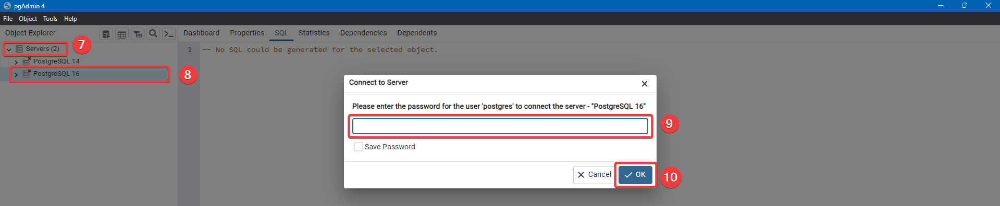 pgAdmin 4
File Object Tools Help
Object Explorer
Dashboard Properties SQL Statistics Dependencies Dependents
Servers (2)
7
1 -- No SQL could be generated for the selected object.
PostgreSQL 14
PostgreSQL 16
8
Connect to Server
Please enter the password for the user 'postgres' to connect the server - "PostgreSQL 16"
9
Save Password
Cancel OK
10